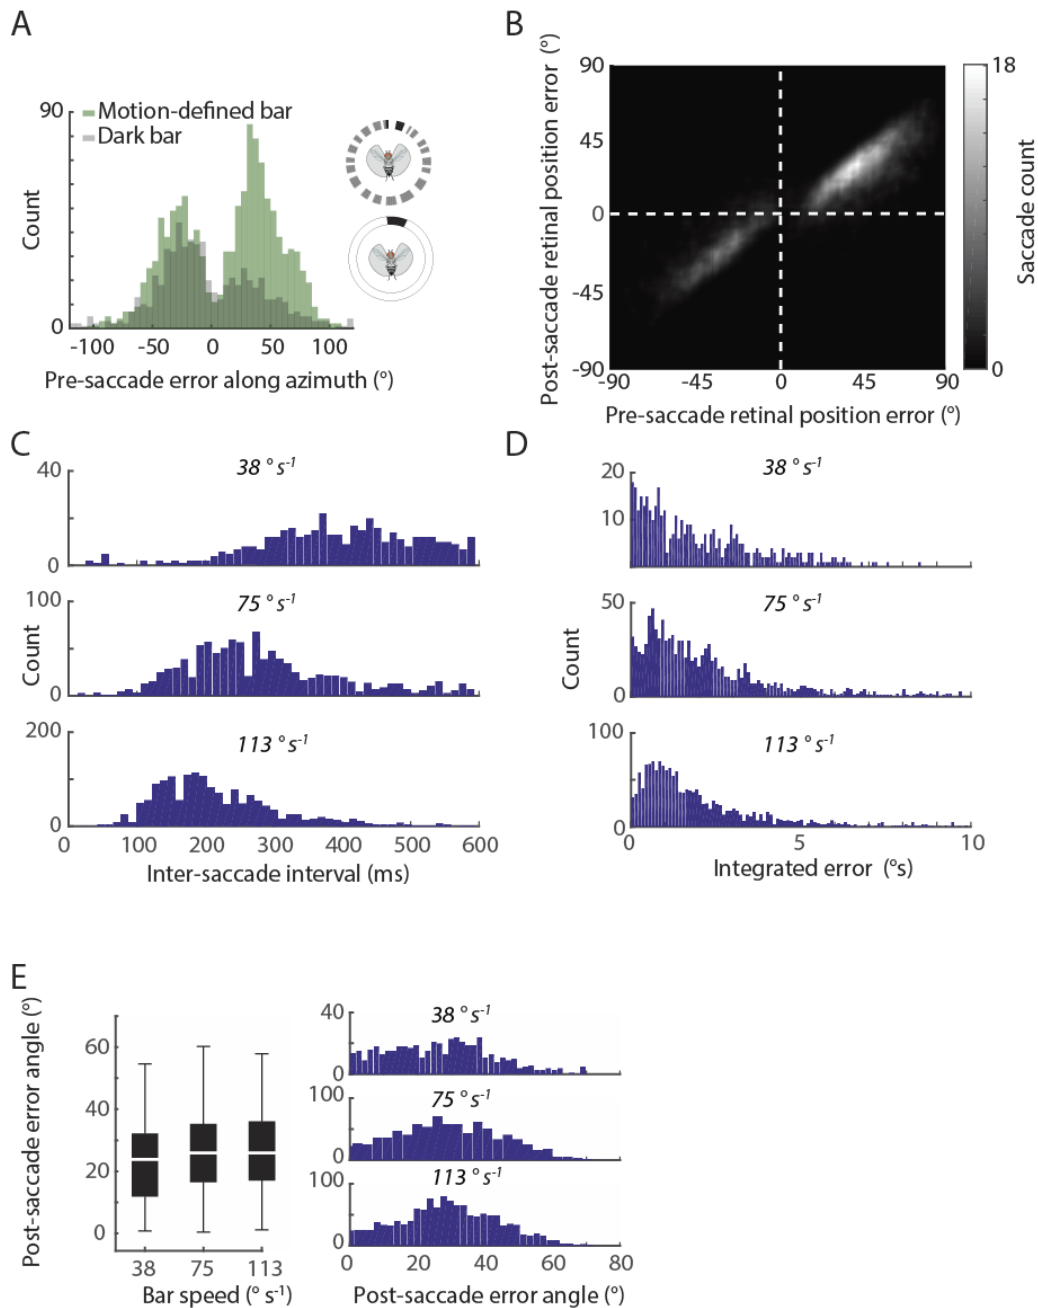 A
90
Motion-defined bar
Dark bar
Count
0
-100 -50 0 50 100
Pre-saccade error along azimuth (°)
B
Post-saccade retinal position error (°)
90
45
0
-45
-90
-90 -45 0 45 90
Pre-saccade retinal position error (°)
18
0
Saccade count
C
38 ° s-1
40
0
75 ° s-1
100
0
Count
113 ° s-1
200
0
0 100 200 300 400 500 600
Inter-saccade interval (ms)
D
38 ° s-1
20
10
0
75 ° s-1
50
0
Count
113 ° s-1
100
0
0 5 10
Integrated error (°s)
E
Post-saccade error angle (°)
60
40
20
0
38 75 113
Bar speed (° s-1)
38 ° s-1
40
0
75 ° s-1
100
0
113 ° s-1
100
0
0 20 40 60 80
Post-saccade error angle (°)